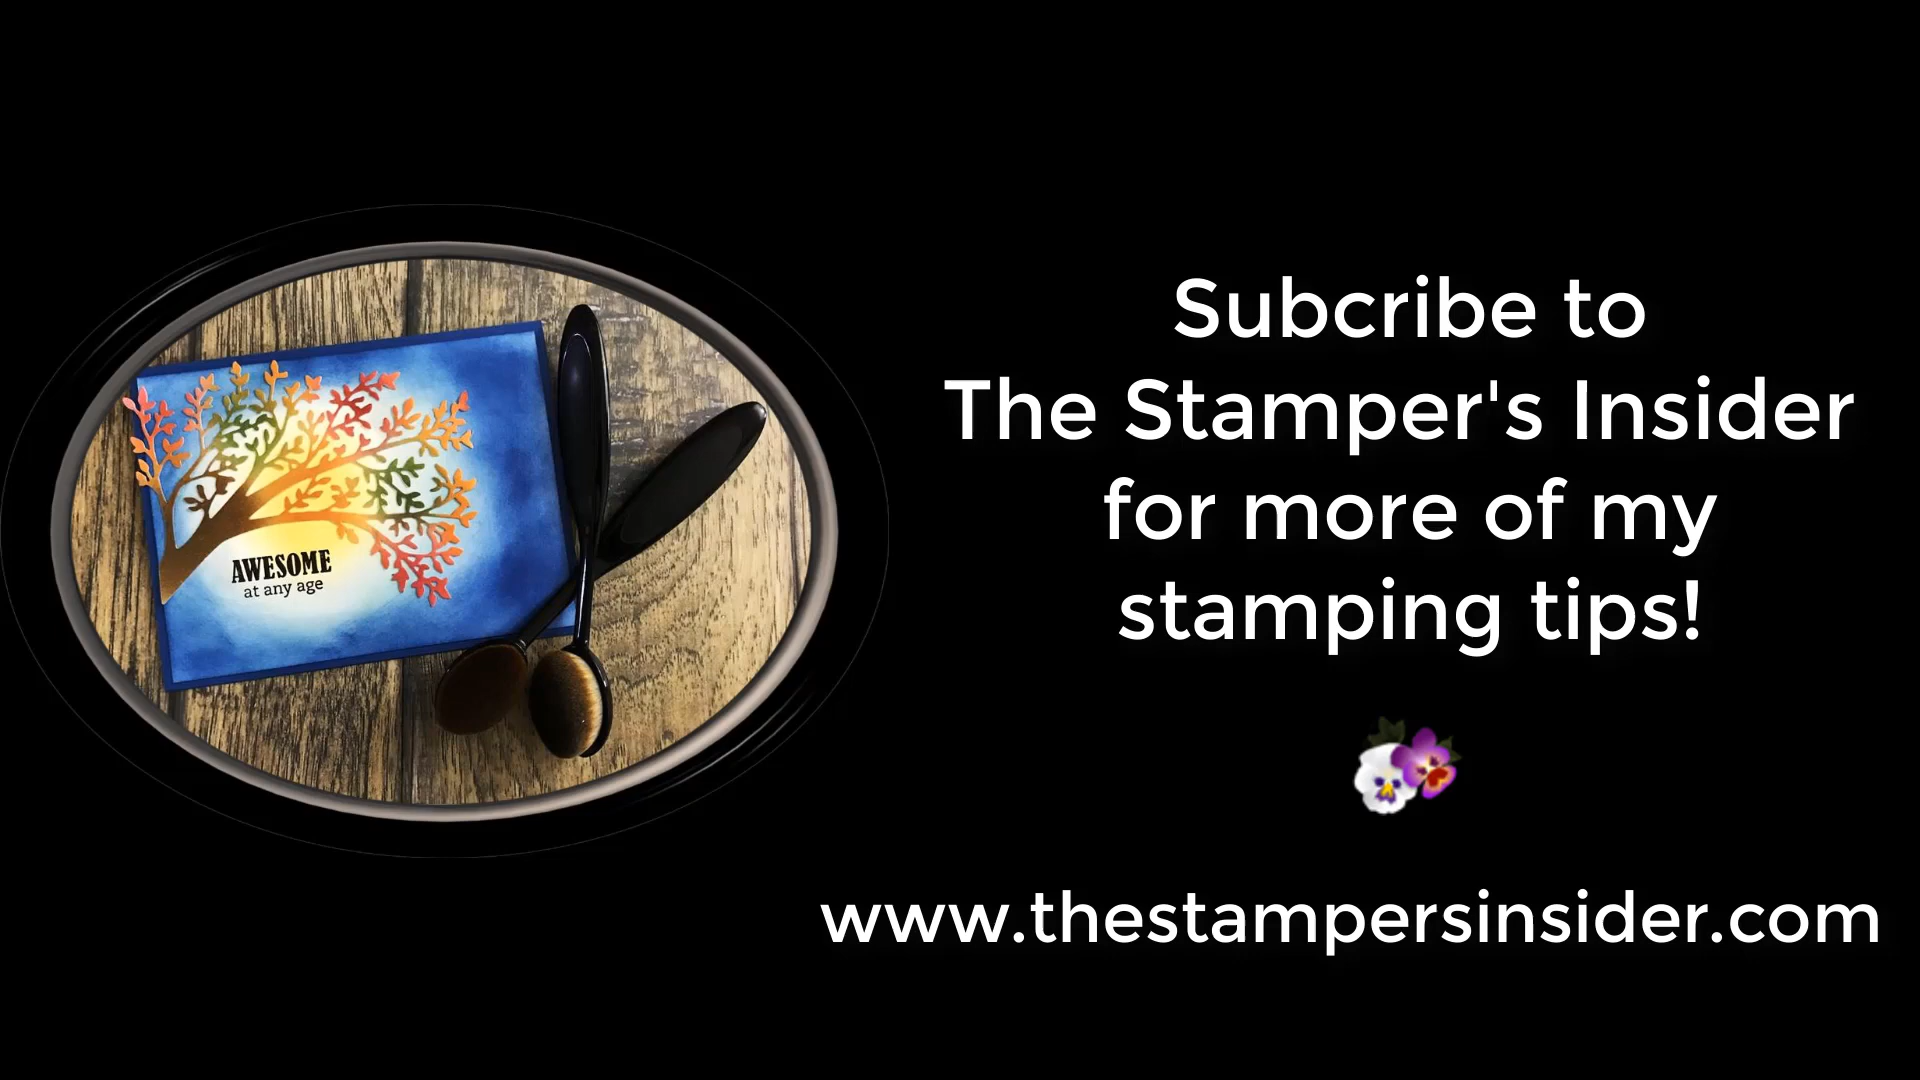 AWESOME
at any age
Subcribe to
The Stamper's Insider
for more of my
stamping tips!
www.thestampersinsider.com